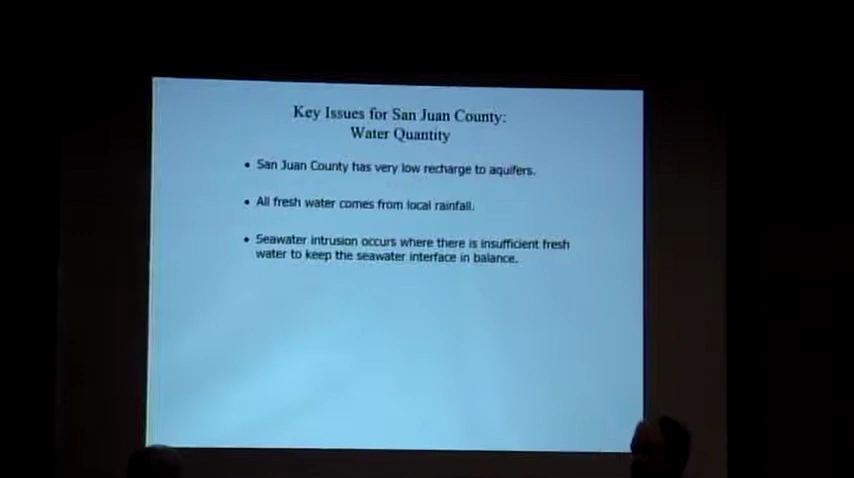 Key Issues for San Juan County:
Water Quantity
• San Juan County has very low recharge to aquifers.
• All fresh water comes from local rainfall.
• Seawater intrusion occurs where there is insufficient fresh
water to keep the seawater interface in balance.